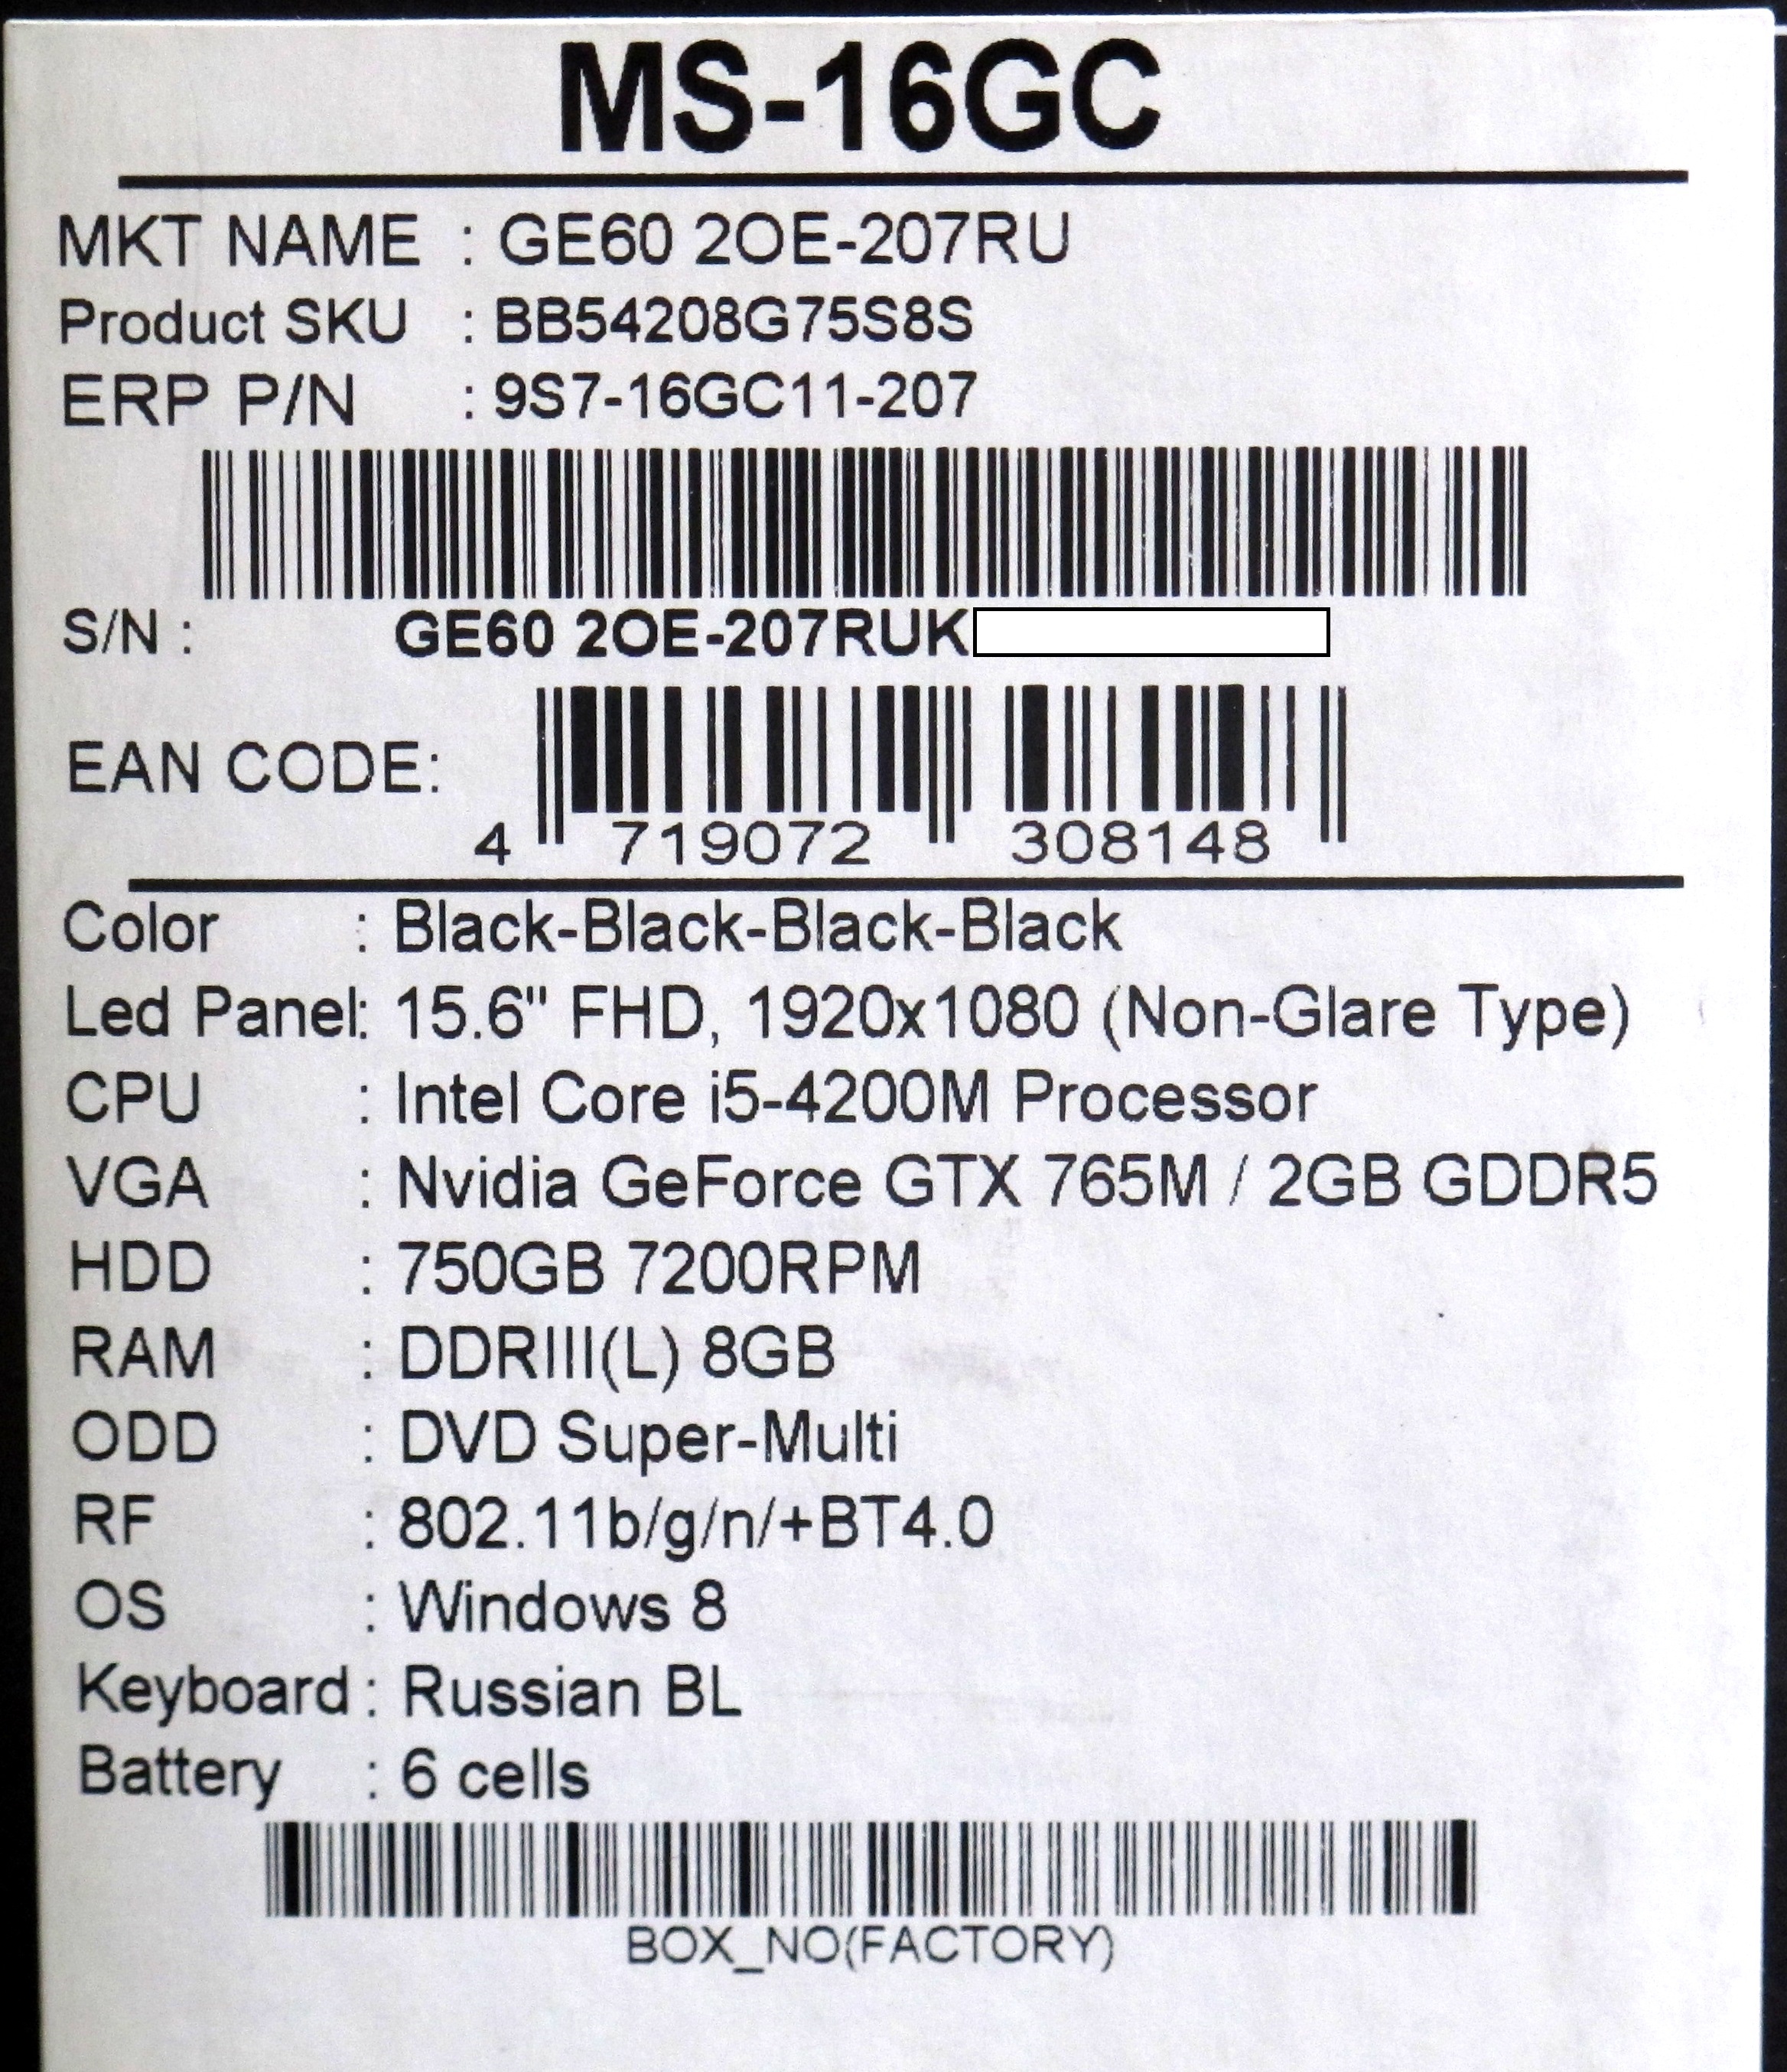 MS-16GC
MKT NAME : GE60 2OE-207RU
Product SKU : BB54208G75S8S
ERP P/N : 9S7-16GC11-207
S/N : GE60 2OE-207RUK
EAN CODE:
4 719072 308148
Color : Black-Black-Black-Black
Led Panel: 15.6" FHD, 1920x1080 (Non-Glare Type)
CPU : Intel Core i5-4200M Processor
VGA : Nvidia GeForce GTX 765M / 2GB GDDR5
HDD : 750GB 7200RPM
RAM : DDRIII(L) 8GB
ODD : DVD Super-Multi
RF : 802.11b/g/n/+BT4.0
OS : Windows 8
Keyboard : Russian BL
Battery : 6 cells
BOX_NO(FACTORY)